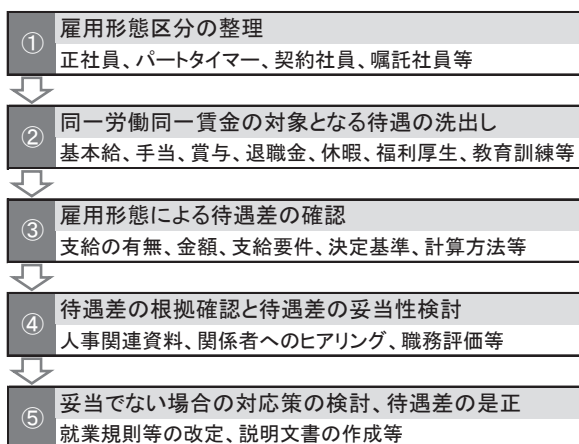 ① 雇用形態区分の整理
正社員、パートタイマー、契約社員、嘱託社員等
② 同一労働同一賃金の対象となる待遇の洗出し
基本給、手当、賞与、退職金、休暇、福利厚生、教育訓練等
③ 雇用形態による待遇差の確認
支給の有無、金額、支給要件、決定基準、計算方法等
④ 待遇差の根拠確認と待遇差の妥当性検討
人事関連資料、関係者へのヒアリング、職務評価等
⑤ 妥当でない場合の対応策の検討、待遇差の是正
就業規則等の改定、説明文書の作成等